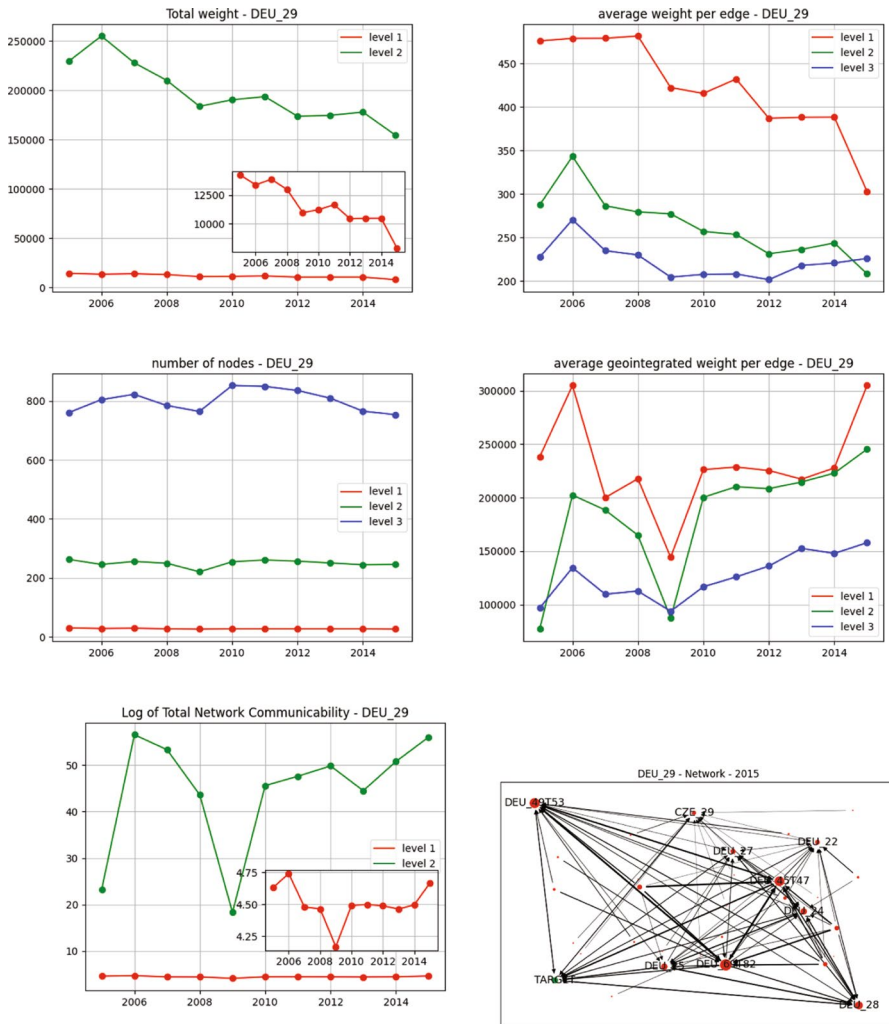 Total weight - DEU_29
level 1
level 2
250000
200000
150000
100000
50000
0
12500
10000
2006 2008 2010 2012 2014
2006 2008 2010 2012 2014
average weight per edge - DEU_29
level 1
level 2
level 3
450
400
350
300
250
200
2006 2008 2010 2012 2014
number of nodes - DEU_29
800
600
400
200
0
level 1
level 2
level 3
2006 2008 2010 2012 2014
average geointegrated weight per edge - DEU_29
300000
250000
200000
150000
100000
level 1
level 2
level 3
2006 2008 2010 2012 2014
Log of Total Network Communicability - DEU_29
50
40
30
20
10
level 1
level 2
4.75
4.50
4.25
2006 2008 2010 2012 2014
2006 2008 2010 2012 2014
DEU_29 - Network - 2015
DEU_49T53
CZE_29
DEU_27
DEU_22
DEU_45T47
DEU_24
DEU_25
DEU_69T82
TARGET
DEU_28